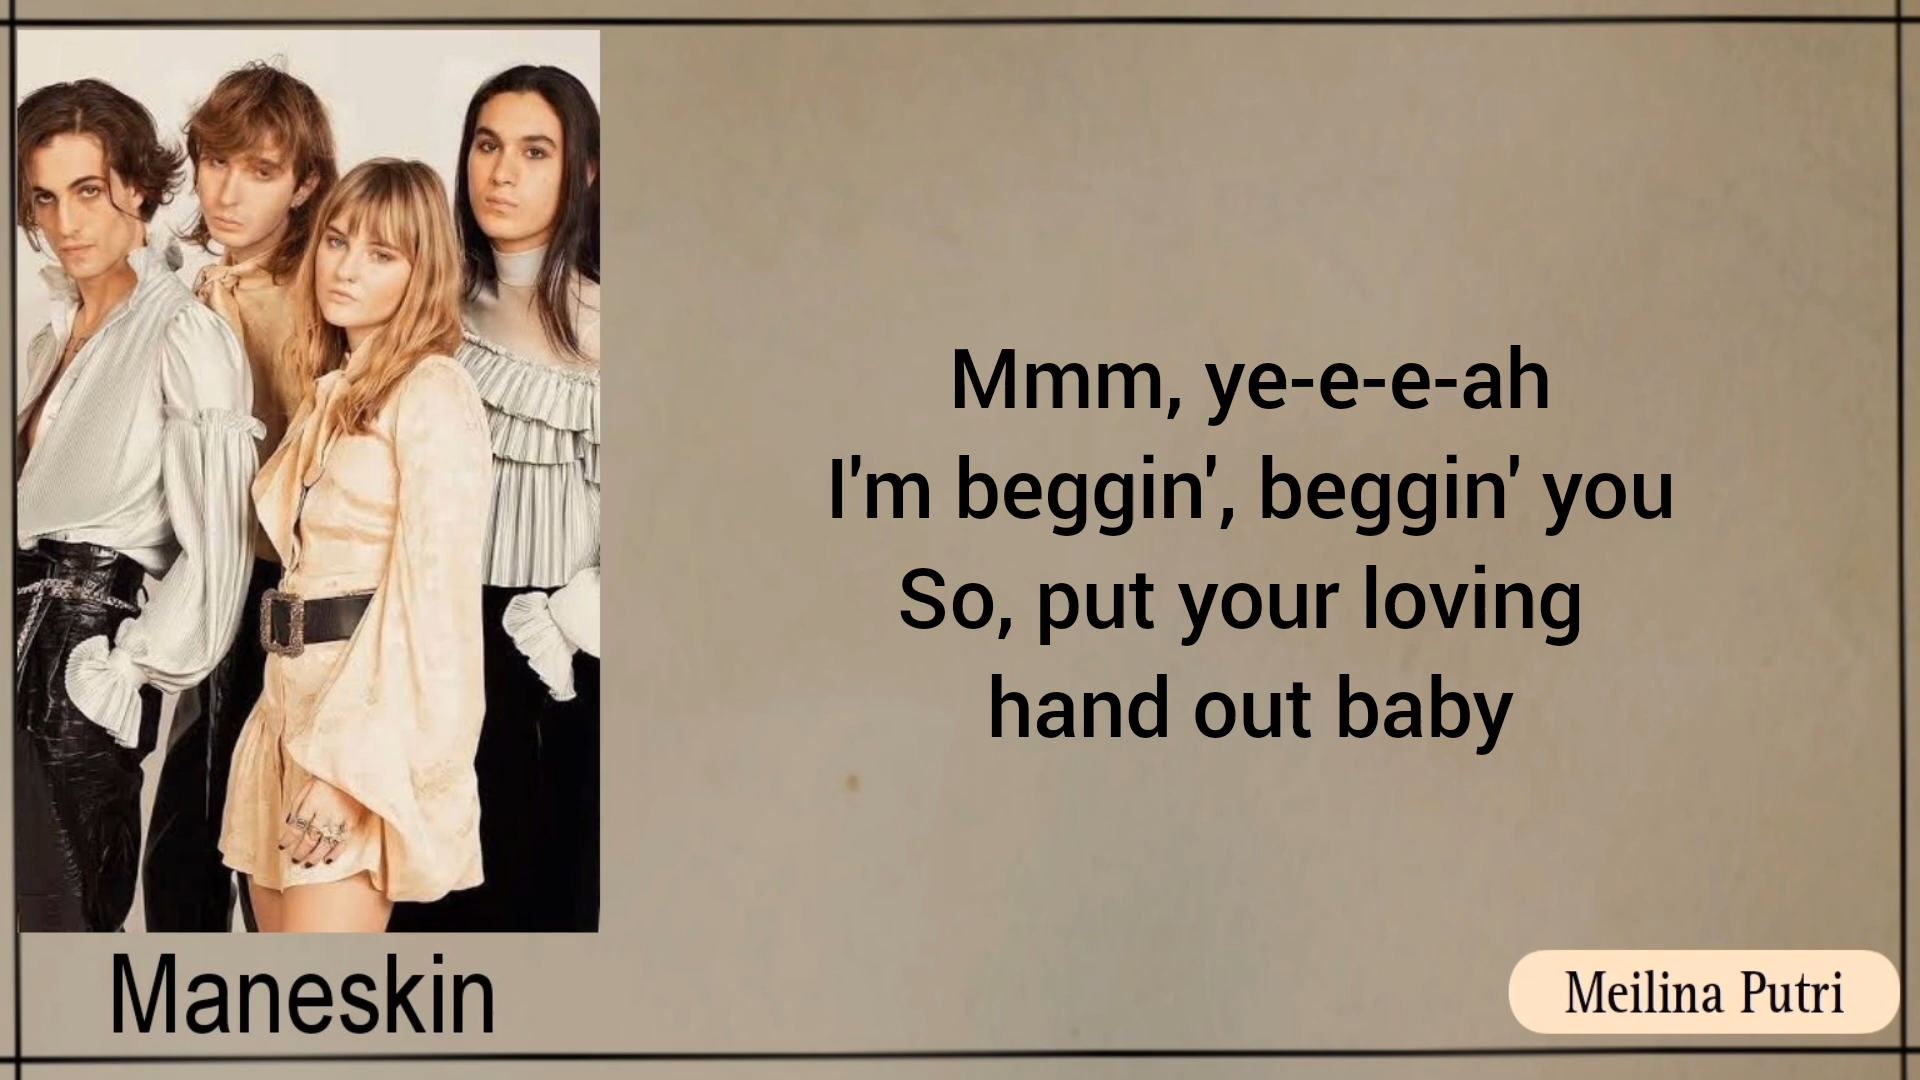 Mmm, ye-e-e-ah
I'm beggin', beggin' you
So, put your loving
hand out baby
Maneskin
Meilina Putri